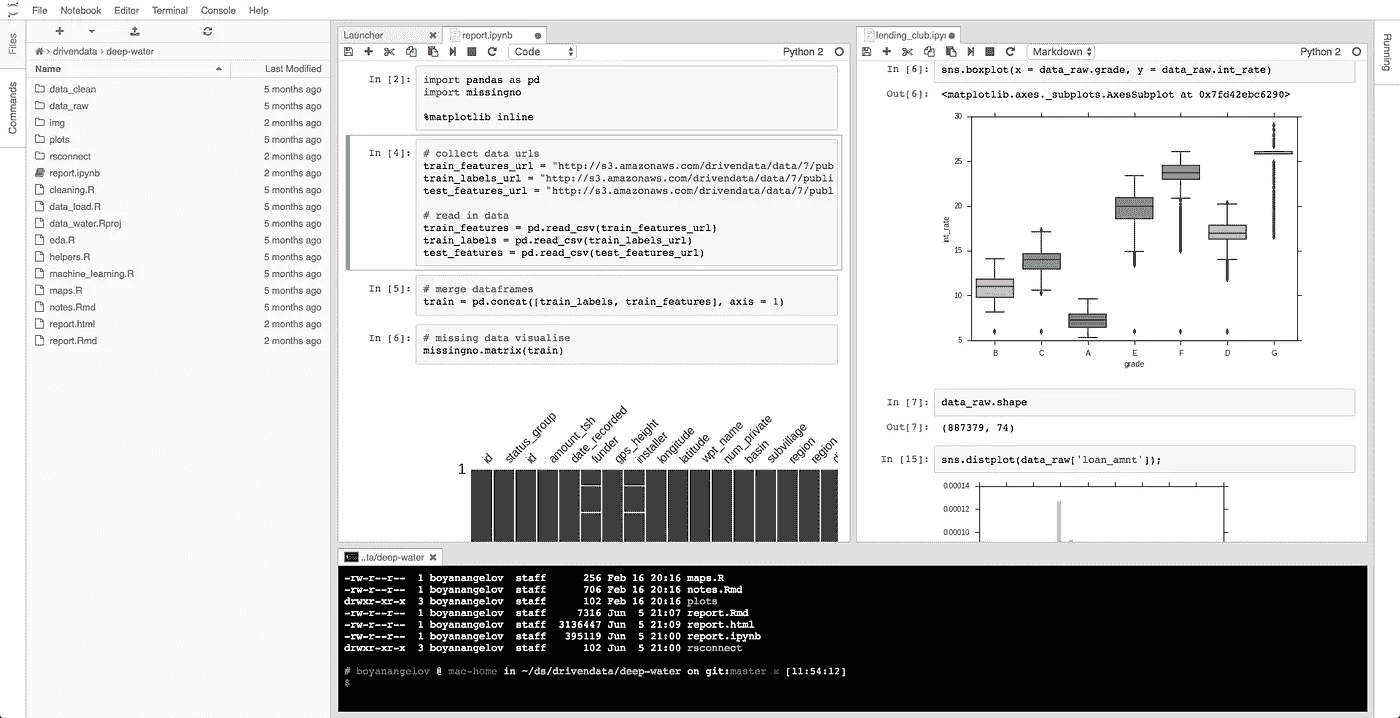 File Notebook Editor Terminal Console Help
Files
Commands
Running
drivendata > deep-water
Name Last Modified
data_clean 5 months ago
data_raw 5 months ago
img 2 months ago
plots 5 months ago
rsconnect 2 months ago
report.ipynb 2 months ago
cleaning.R 5 months ago
data_load.R 5 months ago
data_water.Rproj 5 months ago
eda.R 5 months ago
helpers.R 5 months ago
machine_learning.R 5 months ago
maps.R 5 months ago
notes.Rmd 5 months ago
report.html 2 months ago
report.Rmd 2 months ago
Launcher report.ipynb
Code Python 2
In [2]: import pandas as pd
import missingno
%matplotlib inline
In [4]: # collect data urls
train_features_url = "http://s3.amazonaws.com/drivendata/data/7/pub
train_labels_url = "http://s3.amazonaws.com/drivendata/data/7/publi
test_features_url = "http://s3.amazonaws.com/drivendata/data/7/publ
# read in data
train_features = pd.read_csv(train_features_url)
train_labels = pd.read_csv(train_labels_url)
test_features = pd.read_csv(test_features_url)
In [5]: # merge dataframes
train = pd.concat([train_labels, train_features], axis = 1)
In [6]: # missing data visualise
missingno.matrix(train)
id
status_group
id
amount_tsh
date_recorded
funder
gps_height
installer
longitude
latitude
wpt_name
num_private
basin
subvillage
region
region
1
lending_club.ipy
Markdown Python 2
In [6]: sns.boxplot(x = data_raw.grade, y = data_raw.int_rate)
Out[6]: <matplotlib.axes._subplots.AxesSubplot at 0x7fd42ebc6290>
30
25
20
15
10
5
int_rate
B C A E F D G
grade
In [7]: data_raw.shape
Out[7]: (887379, 74)
In [15]: sns.distplot(data_raw['loan_amnt']);
0.00014
0.00012
0.00010
..ta/deep-water
-rw-r--r-- 1 boyanangelov staff 256 Feb 16 20:16 maps.R
-rw-r--r-- 1 boyanangelov staff 706 Feb 16 20:16 notes.Rmd
drwxr-xr-x 3 boyanangelov staff 102 Feb 16 20:16 plots
-rw-r--r-- 1 boyanangelov staff 7316 Jun 5 21:07 report.Rmd
-rw-r--r-- 1 boyanangelov staff 3136447 Jun 5 21:09 report.html
-rw-r--r-- 1 boyanangelov staff 395119 Jun 5 21:00 report.ipynb
drwxr-xr-x 3 boyanangelov staff 102 Jun 5 21:00 rsconnect
# boyanangelov @ mac-home in ~/ds/drivendata/deep-water on git:master x [11:54:12]
$